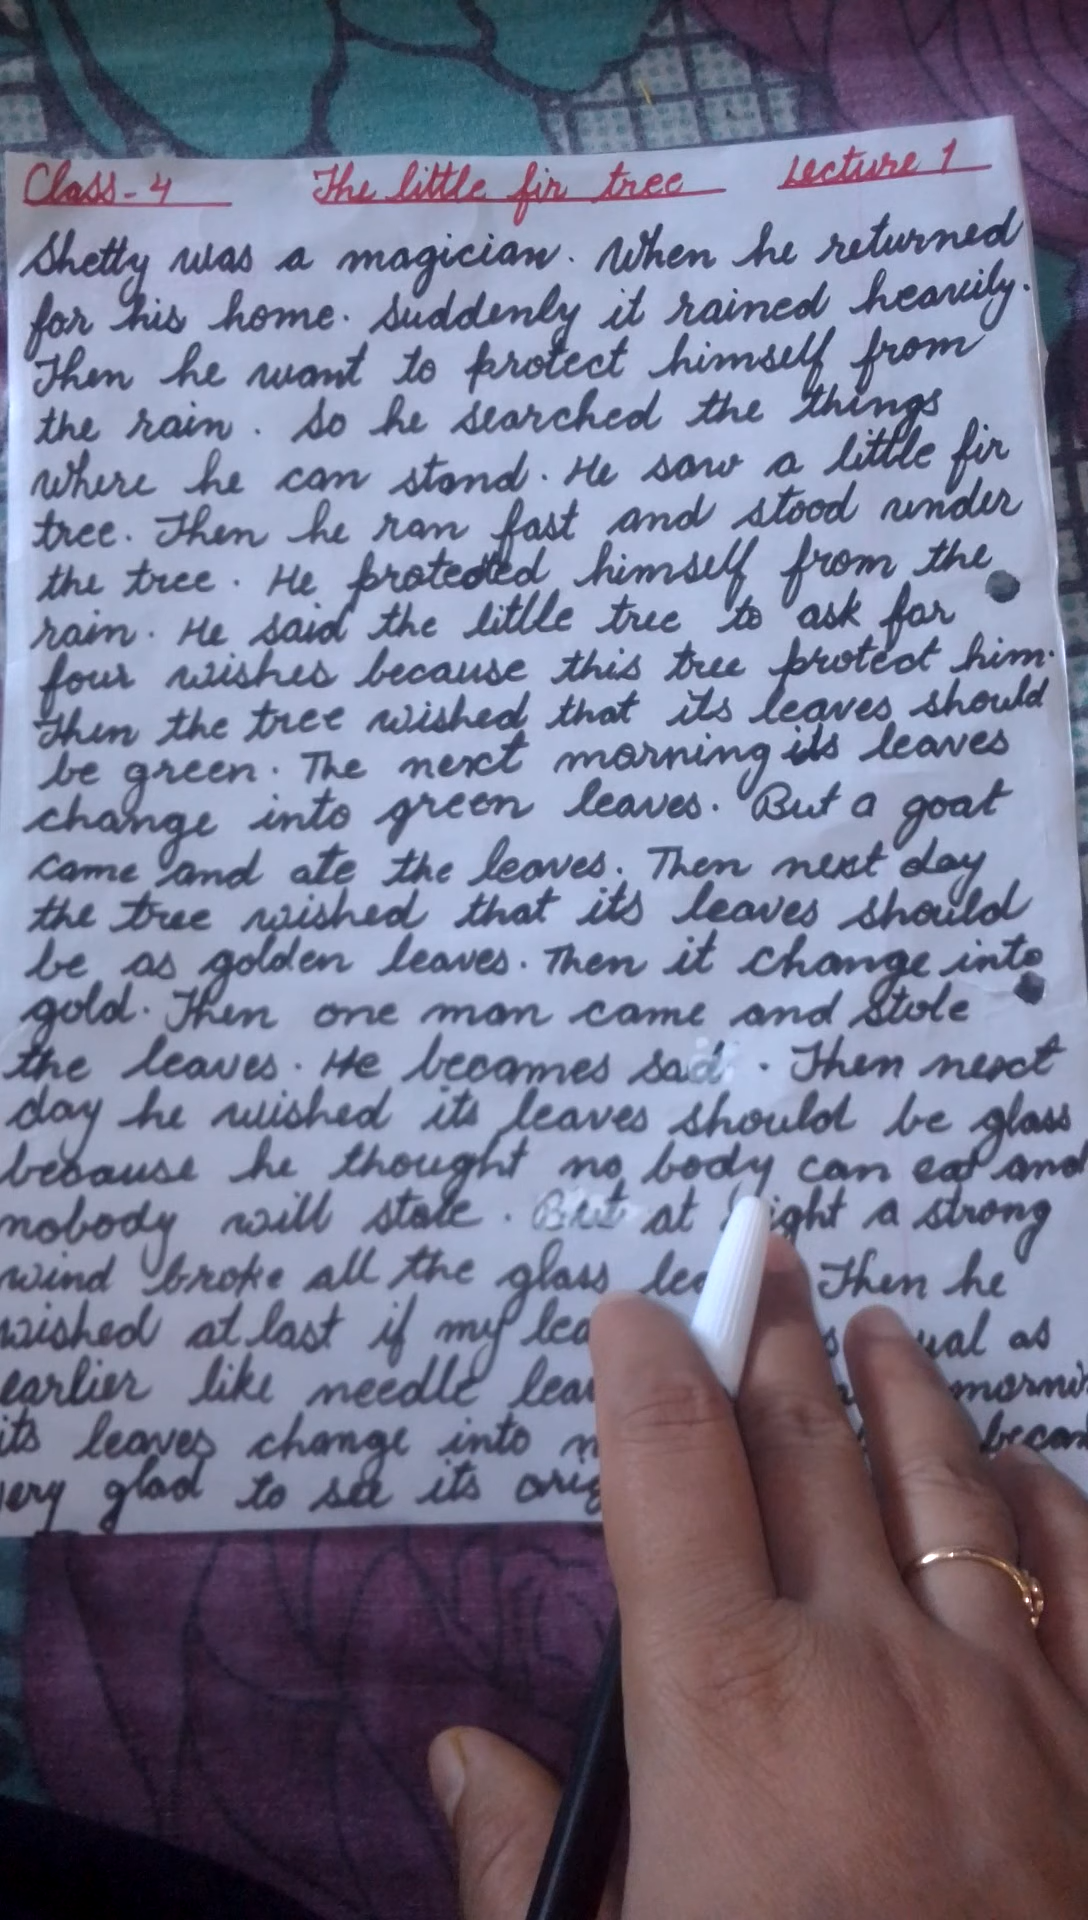 Class-4 The little fir tree Lecture 1
Shetty was a magician. When he returned
for his home. Suddenly it rained heavily.
Then he want to protect himself from
the rain. So he searched the things
where he can stand. He saw a little fir
tree. Then he ran fast and stood under
the tree. He protected himself from the
rain. He said the little tree to ask for
four wishes because this tree protect him.
Then the tree wished that its leaves should
be green. The next morning its leaves
change into green leaves. But a goat
came and ate the leaves. Then next day
the tree wished that its leaves should
be as golden leaves. Then it change into
gold. Then one man came and stole
the leaves. He becomes sad. Then next
day he wished its leaves should be glass
because he thought no body can eat and
nobody will stole. But at a strong
wind broke all the glass Then he
wished at last if my as
earlier like needle
its leaves change into
glad to see its